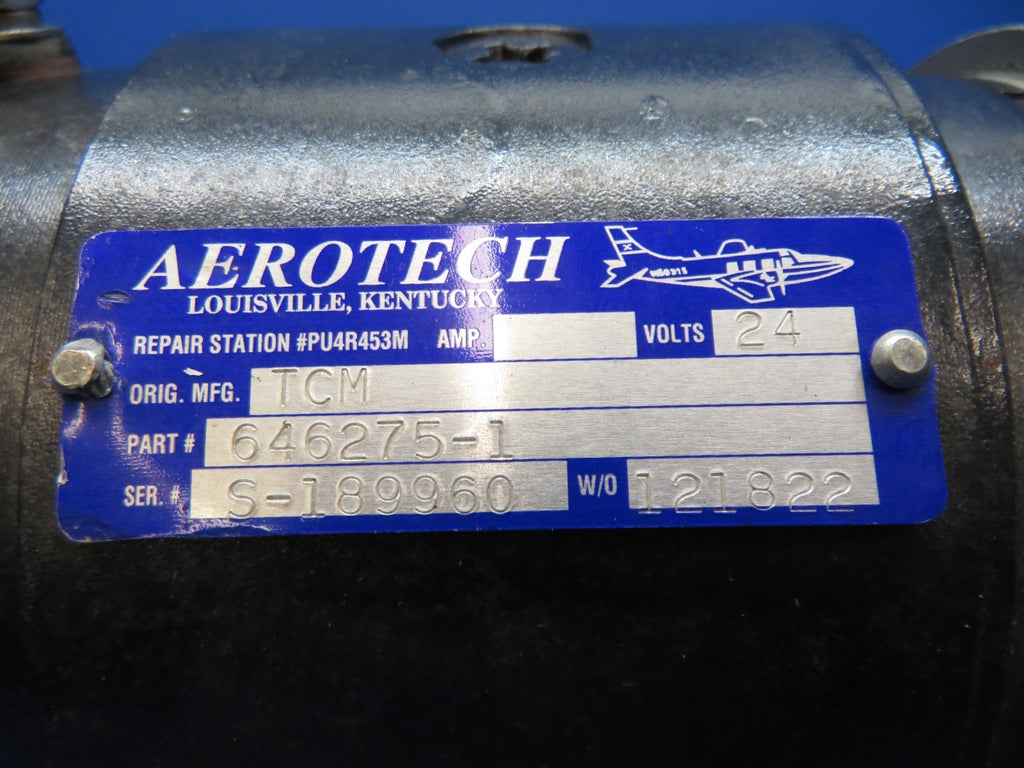 AEROTECH
LOUISVILLE, KENTUCKY
REPAIR STATION #PU4R453M AMP. VOLTS 24
ORIG. MFG. TCM
PART # 646275-1
SER. # S-189960 W/O 121822